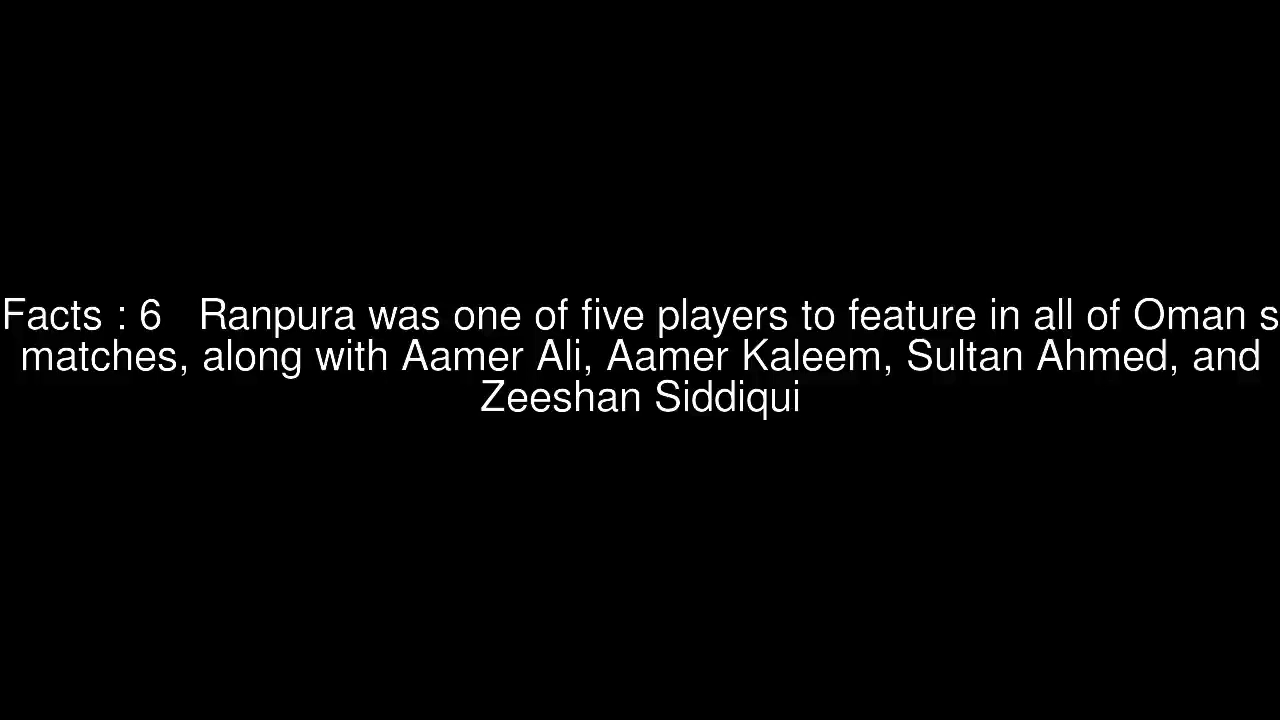 Facts : 6   Ranpura was one of five players to feature in all of Oman s
matches, along with Aamer Ali, Aamer Kaleem, Sultan Ahmed, and
Zeeshan Siddiqui